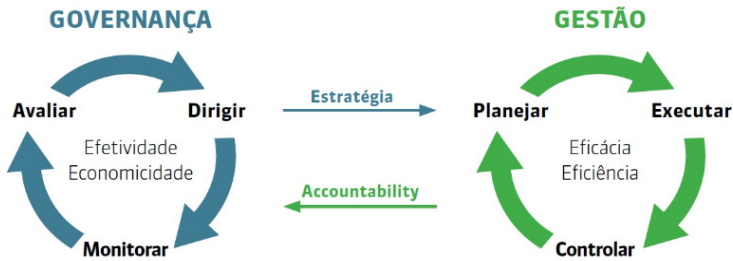 GOVERNANÇA
GESTÃO
Avaliar
Dirigir
Estratégia
Planejar
Executar
Efetividade
Economicidade
Eficácia
Eficiência
Accountability
Monitorar
Controlar